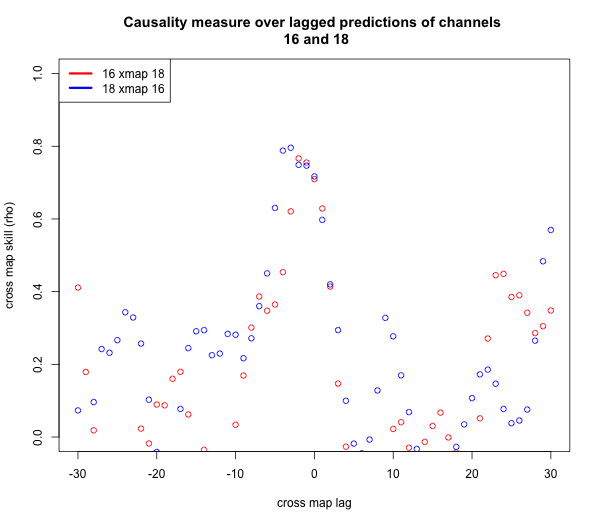 Causality measure over lagged predictions of channels
16 and 18
16 xmap 18
18 xmap 16
cross map skill (rho)
1.0
0.8
0.6
0.4
0.2
0.0
-30 -20 -10 0 10 20 30
cross map lag